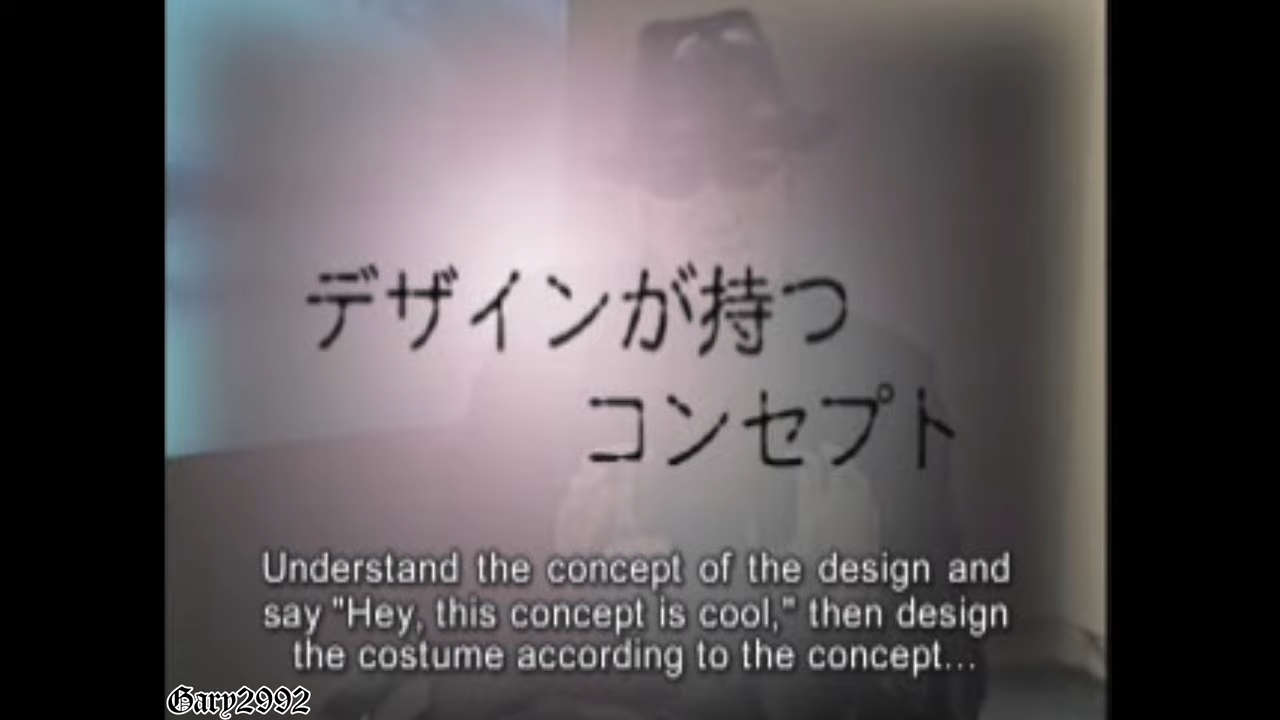 デザインが持つ
コンセプト
Understand the concept of the design and
say "Hey, this concept is cool," then design
the costume according to the concept...
Gary2992